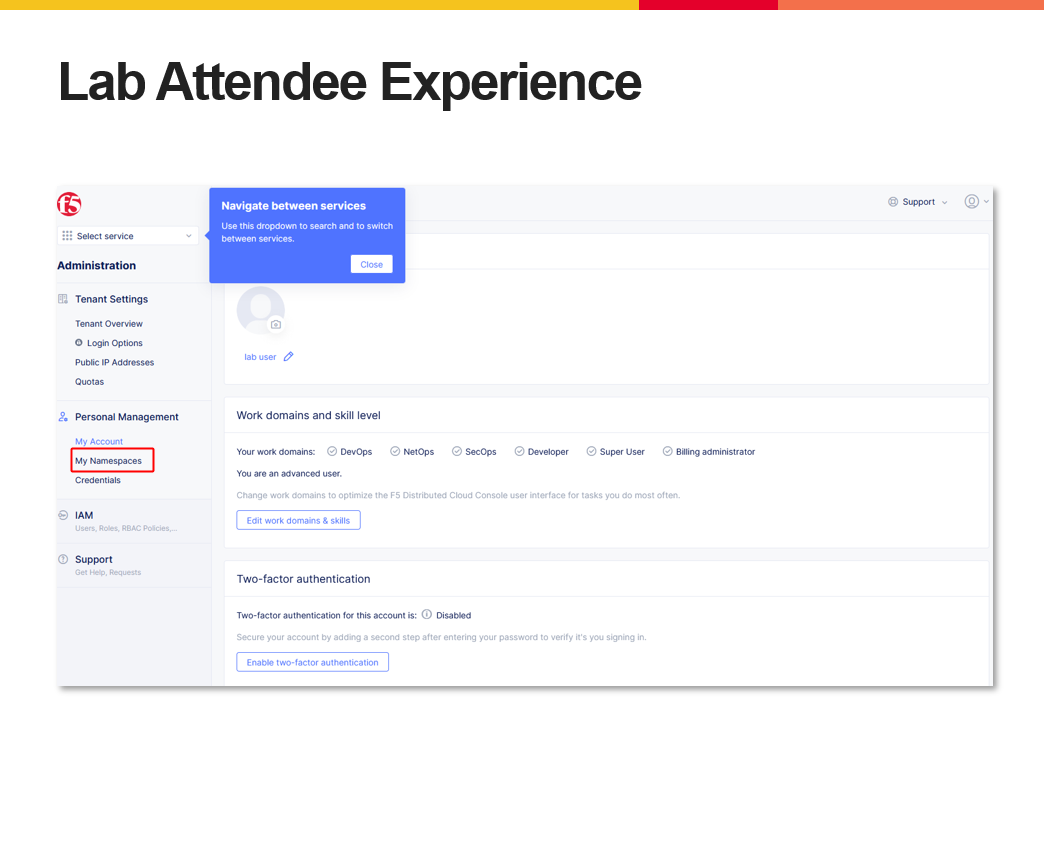 Lab Attendee Experience
f5
Navigate between services
Use this dropdown to search and to switch
between services.
Close
Support
Select service
Administration
Tenant Settings
Tenant Overview
Login Options
Public IP Addresses
Quotas
Personal Management
My Account
My Namespaces
Credentials
IAM
Users, Roles, RBAC Policies,...
Support
Get Help, Requests
lab user
Work domains and skill level
Your work domains: DevOps NetOps SecOps Developer Super User Billing administrator
You are an advanced user.
Change work domains to optimize the F5 Distributed Cloud Console user interface for tasks you do most often.
Edit work domains & skills
Two-factor authentication
Two-factor authentication for this account is: Disabled
Secure your account by adding a second step after entering your password to verify it's you signing in.
Enable two-factor authentication